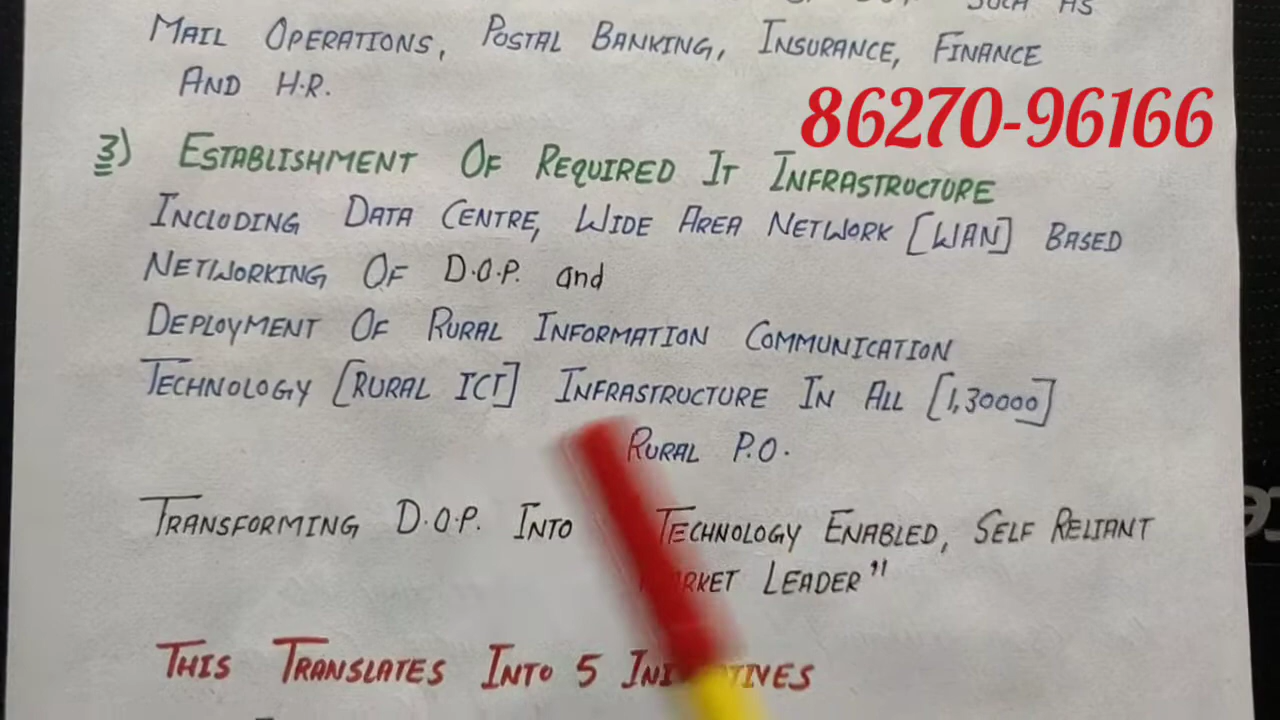 SUCH AS
MAIL OPERATIONS, POSTAL BANKING, INSURANCE, FINANCE
AND H.R.
86270-96166
3) ESTABLISHMENT OF REQUIRED IT INFRASTRUCTURE
INCLUDING DATA CENTRE, WIDE AREA NETWORK [WAN] BASED
NETWORKING OF D.O.P. and
DEPLOYMENT OF RURAL INFORMATION COMMUNICATION
TECHNOLOGY [RURAL ICT] INFRASTRUCTURE IN ALL [1,30000]
RURAL P.O.
TRANSFORMING D.O.P. INTO TECHNOLOGY ENABLED, SELF RELIANT
LEADER"
THIS TRANSLATES INTO 5